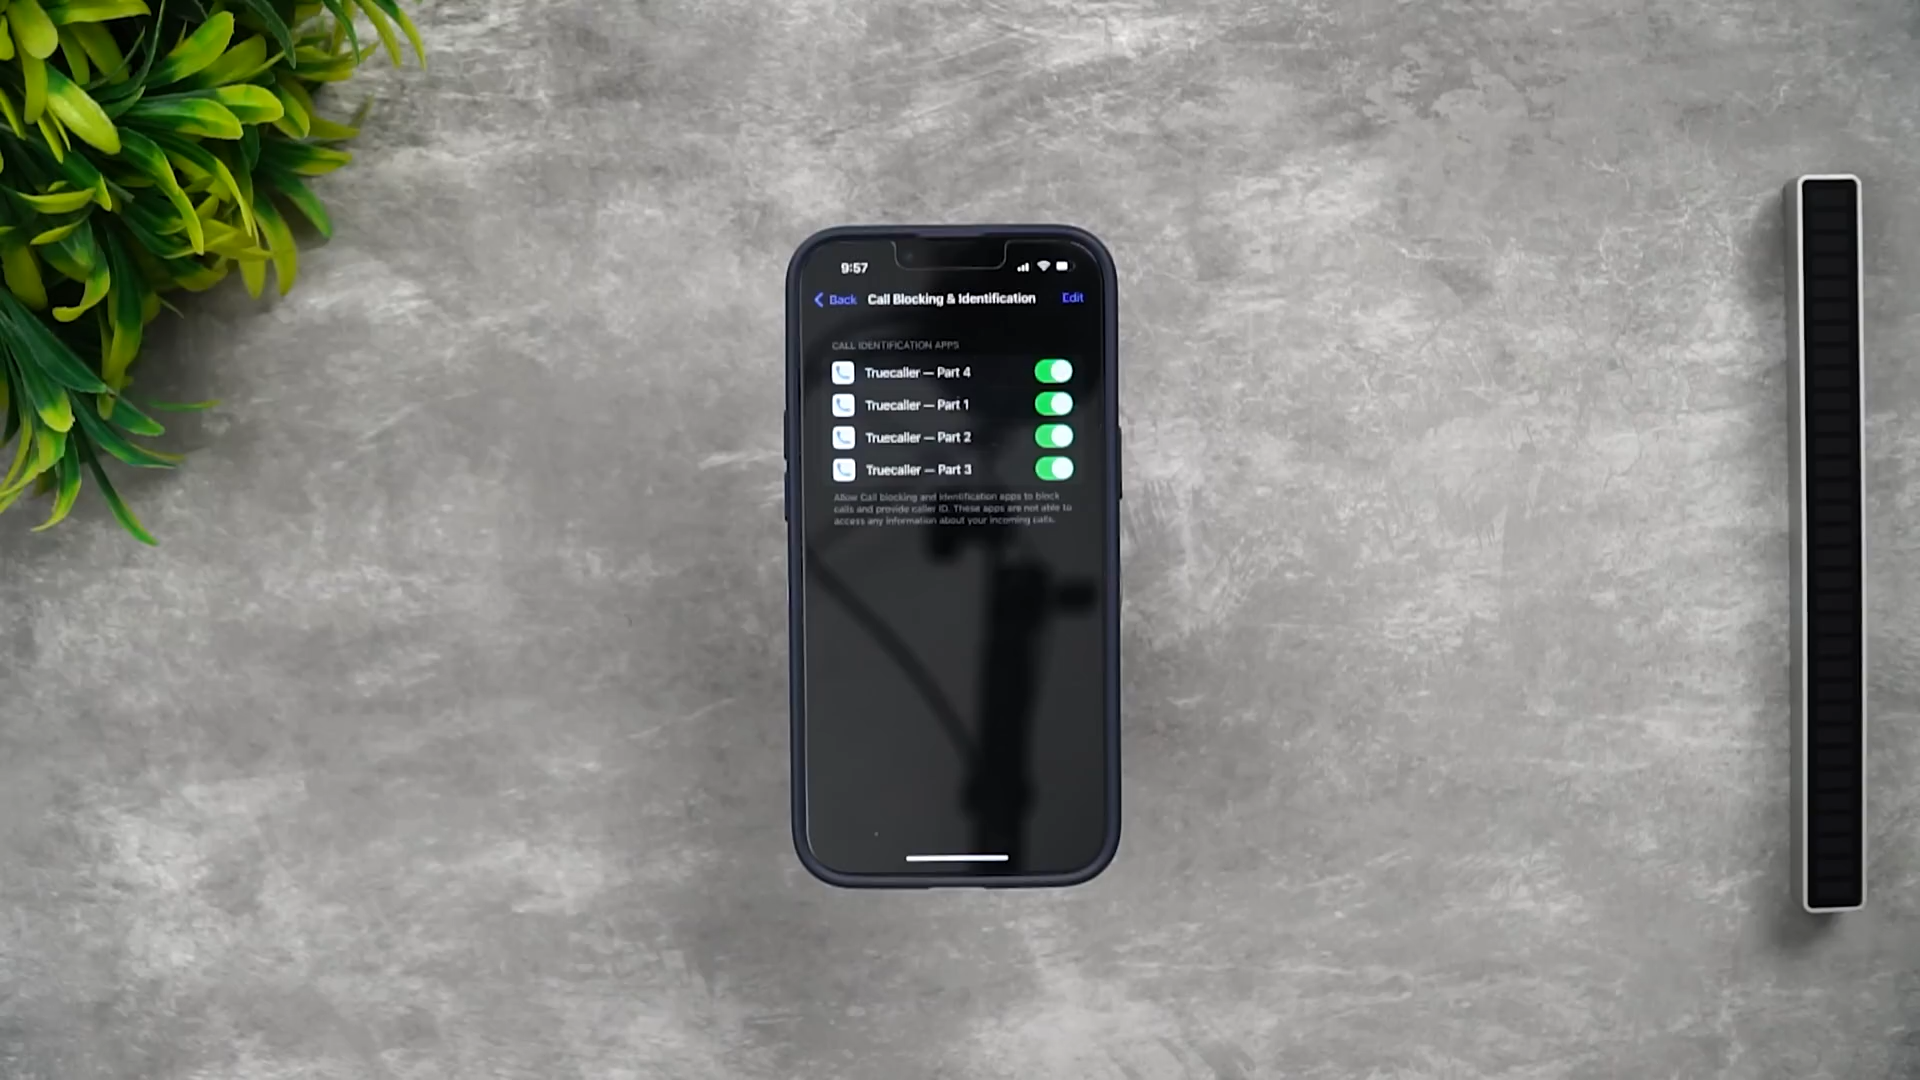 9:57
Back Call Blocking & Identification Edit
CALL IDENTIFICATION APPS
Truecaller — Part 4
Truecaller — Part 1
Truecaller — Part 2
Truecaller — Part 3
Allow Call blocking and identification apps to block
calls and provide caller ID. These apps are not able to
access any information about your incoming calls.